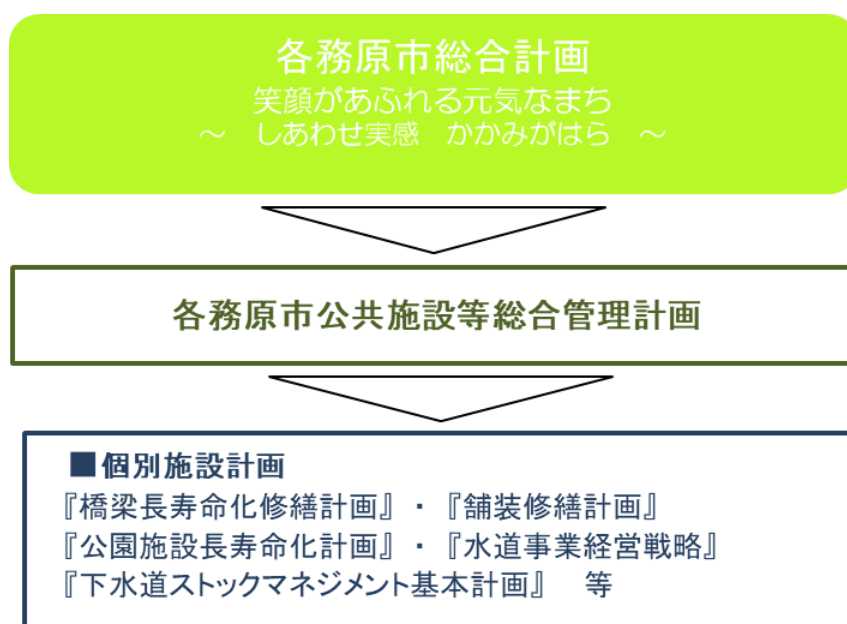 各務原市総合計画
笑顔があふれる元気なまち
～　しあわせ実感　かかみがはら　～
各務原市公共施設等総合管理計画
■個別施設計画
『橋梁長寿命化修繕計画』・『舗装修繕計画』
『公園施設長寿命化計画』・『水道事業経営戦略』
『下水道ストックマネジメント基本計画』　等